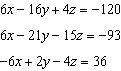 6x − 16y + 4z = −120
6x − 21y − 15z = −93
−6x + 2y − 4z = 36